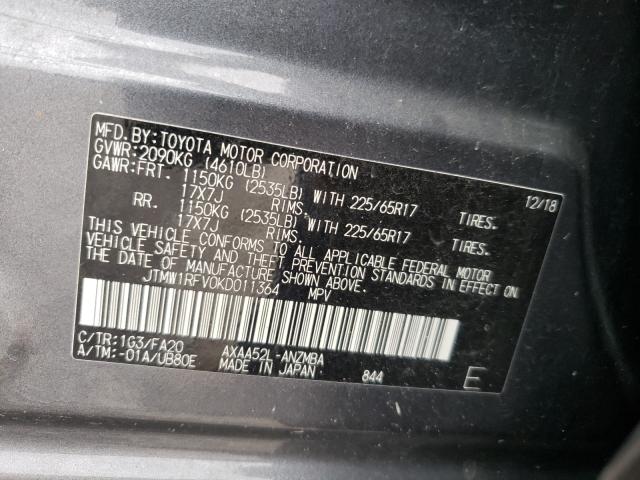 MFD.BY:TOYOTA MOTOR CORPORATION
GVWR:2090KG (4610LB) 12/18
GAWR:FRT. 1150KG (2535LB) WITH 225/65R17 TIRES.
17X7J RIMS.
RR. 1150KG (2535LB) WITH 225/65R17 TIRES.
17X7J RIMS.
THIS VEHICLE CONFORMS TO ALL APPLICABLE FEDERAL MOTOR
VEHICLE SAFETY AND THEFT PREVENTION STANDARDS IN EFFECT ON
THE DATE OF MANUFACTURE SHOWN ABOVE.
JTMW1RFV0KD011364 MPV
C/TR:1G3/FA20 AXAA52L-ANZMBA
A/TM:-01A/UB80E MADE IN JAPAN 844 E